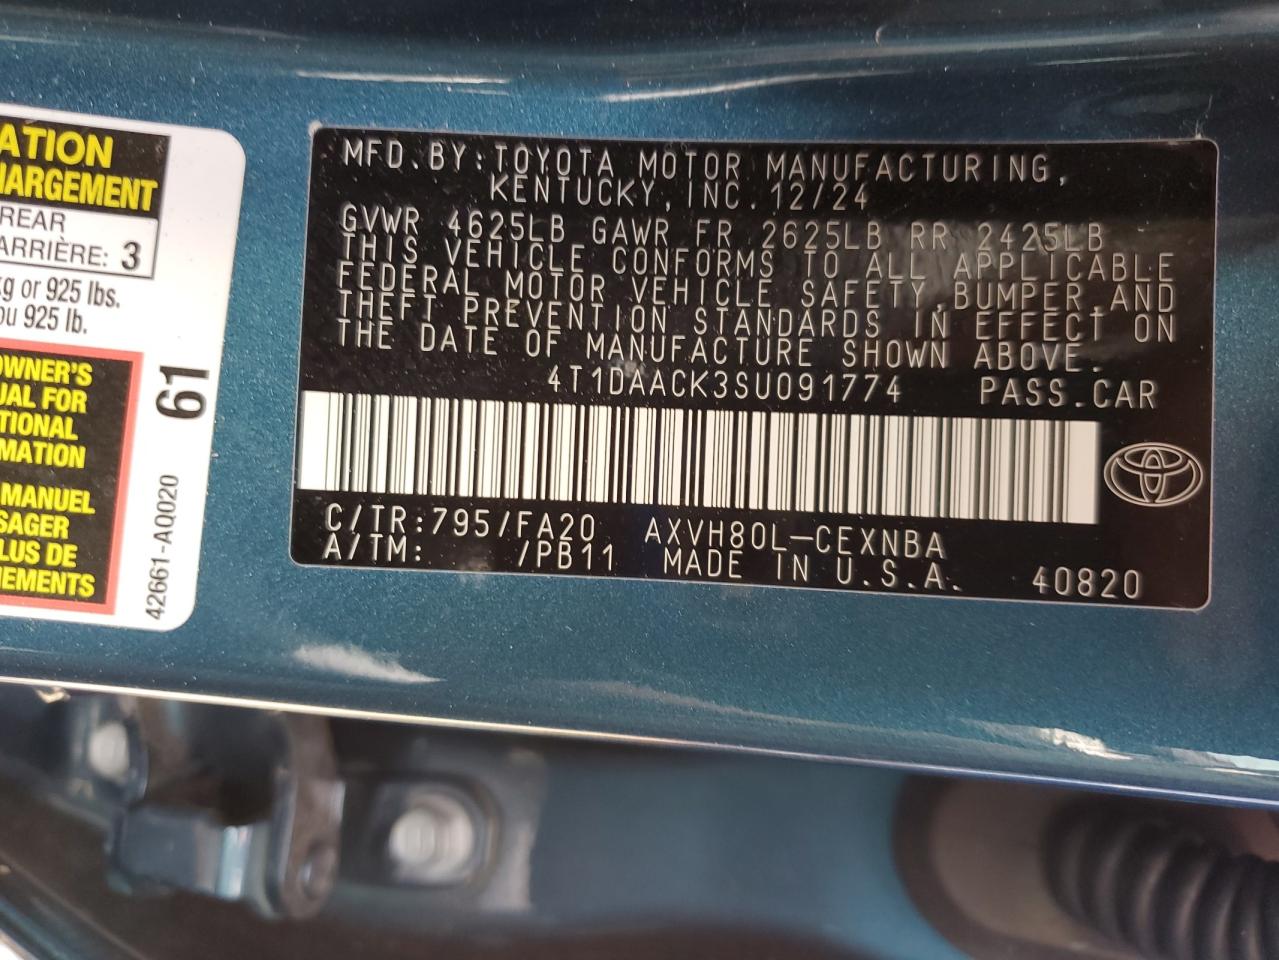 ATION
HARGEMENT
REAR
ARRIÈRE: 3
kg or 925 lbs.
ou 925 lb.
OWNER'S
UAL FOR
TIONAL
MATION
MANUEL
SAGER
LUS DE
NEMENTS
61
42661-AQ020
MFD.BY:TOYOTA MOTOR MANUFACTURING,
KENTUCKY, INC. 12/24
GVWR 4625LB GAWR FR 2625LB RR 2425LB
THIS VEHICLE CONFORMS TO ALL APPLICABLE
FEDERAL MOTOR VEHICLE SAFETY,BUMPER,AND
THEFT PREVENTION STANDARDS IN EFFECT ON
THE DATE OF MANUFACTURE SHOWN ABOVE.
4T1DAACK3SU091774 PASS.CAR
C/TR:795/FA20 AXVH80L-CEXNBA
A/TM: /PB11 MADE IN U.S.A. 40820